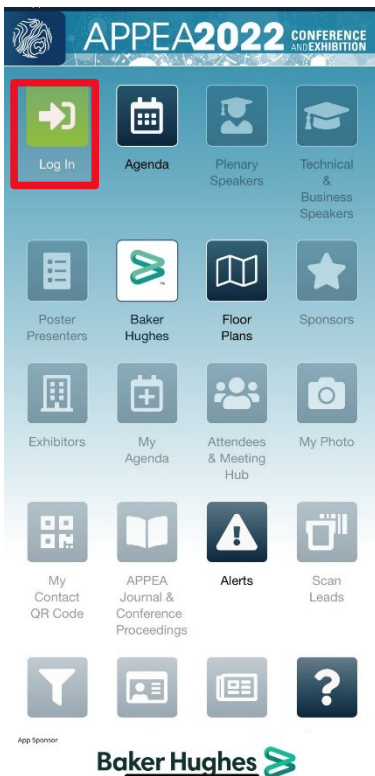 APPEA2022 CONFERENCE
AND EXHIBITION
Log In
Agenda
Plenary
Speakers
Technical
&
Business
Speakers
Poster
Presenters
Baker
Hughes
Floor
Plans
Sponsors
Exhibitors
My
Agenda
Attendees
& Meeting
Hub
My Photo
My
Contact
QR Code
APPEA
Journal &
Conference
Proceedings
Alerts
Scan
Leads
?
App Sponsor
Baker Hughes